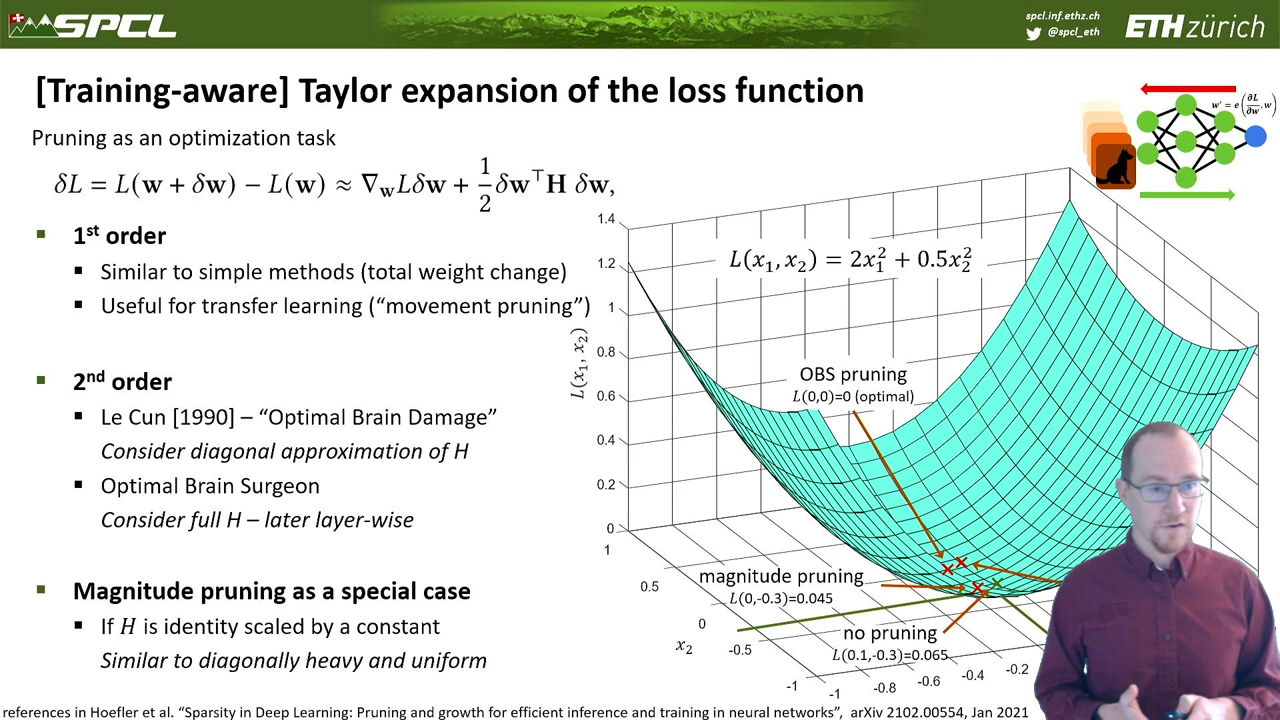 SPCL
spcl.inf.ethz.ch
@spcl_eth
ETH zürich
[Training-aware] Taylor expansion of the loss function
w' = e(∂L/∂w, w)
Pruning as an optimization task
δL = L(w + δw) − L(w) ≈ ∇wLδw + 1/2 δw⊤H δw,
1st order
Similar to simple methods (total weight change)
Useful for transfer learning (“movement pruning”)
2nd order
Le Cun [1990] – “Optimal Brain Damage”
Consider diagonal approximation of H
Optimal Brain Surgeon
Consider full H – later layer-wise
Magnitude pruning as a special case
If H is identity scaled by a constant
Similar to diagonally heavy and uniform
L(x₁, x₂) = 2x₁² + 0.5x₂²
L(x₁, x₂)
1.4
1.2
1
0.8
0.6
0.4
0.2
0
OBS pruning
L(0,0)=0 (optimal)
magnitude pruning
L(0,-0.3)=0.045
no pruning
L(0.1,-0.3)=0.065
1
0.5
0
-0.5
-1
x₂
-1
-0.8
-0.6
-0.4
-0.2
references in Hoefler et al. “Sparsity in Deep Learning: Pruning and growth for efficient inference and training in neural networks”, arXiv 2102.00554, Jan 2021